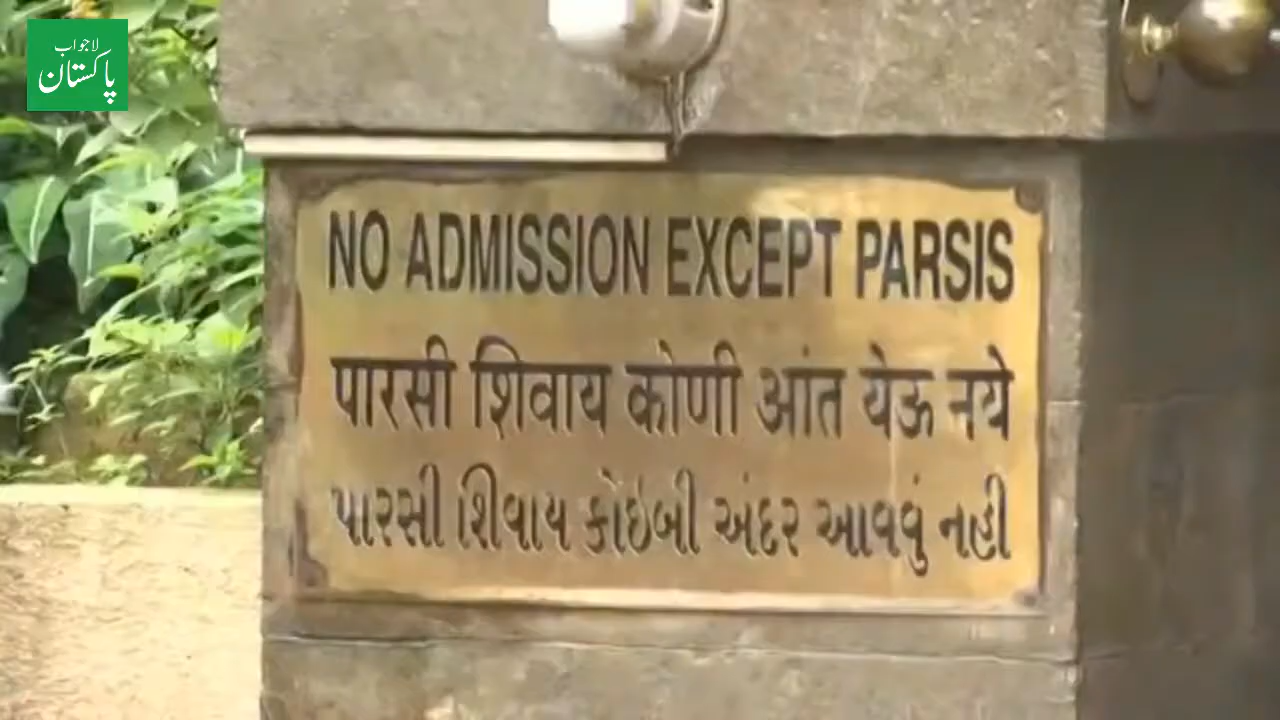 لاجواب
پاکستان
NO ADMISSION EXCEPT PARSIS
पारसी शिवाय कोणी आंत येऊ नये
પારસી શિવાય કોઇબી અંદર આવવું નહી